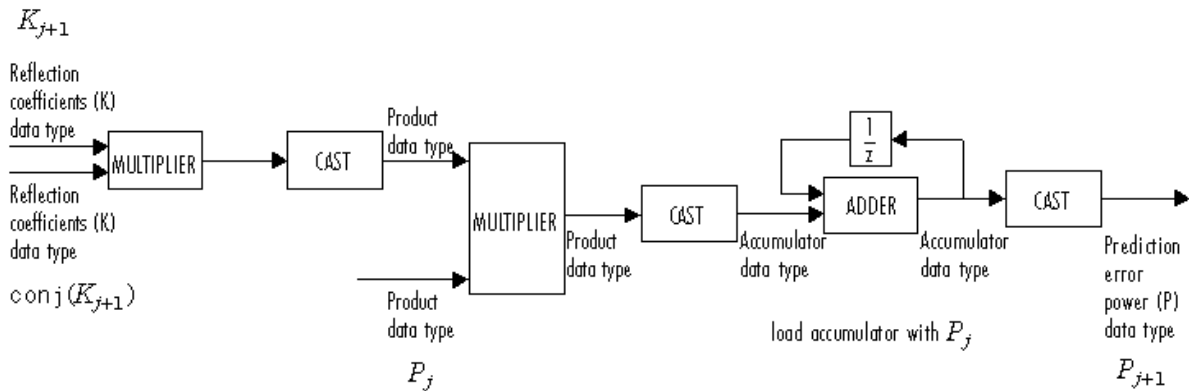 K_{j+1}
Reflection
coefficients (K)
data type
MULTIPLIER
Reflection
coefficients (K)
data type
conj(K_{j+1})
CAST
Product
data type
MULTIPLIER
Product
data type
P_j
Product
data type
CAST
Accumulator
data type
1
z
ADDER
Accumulator
data type
load accumulator with P_j
CAST
Prediction
error
power (P)
data type
P_{j+1}